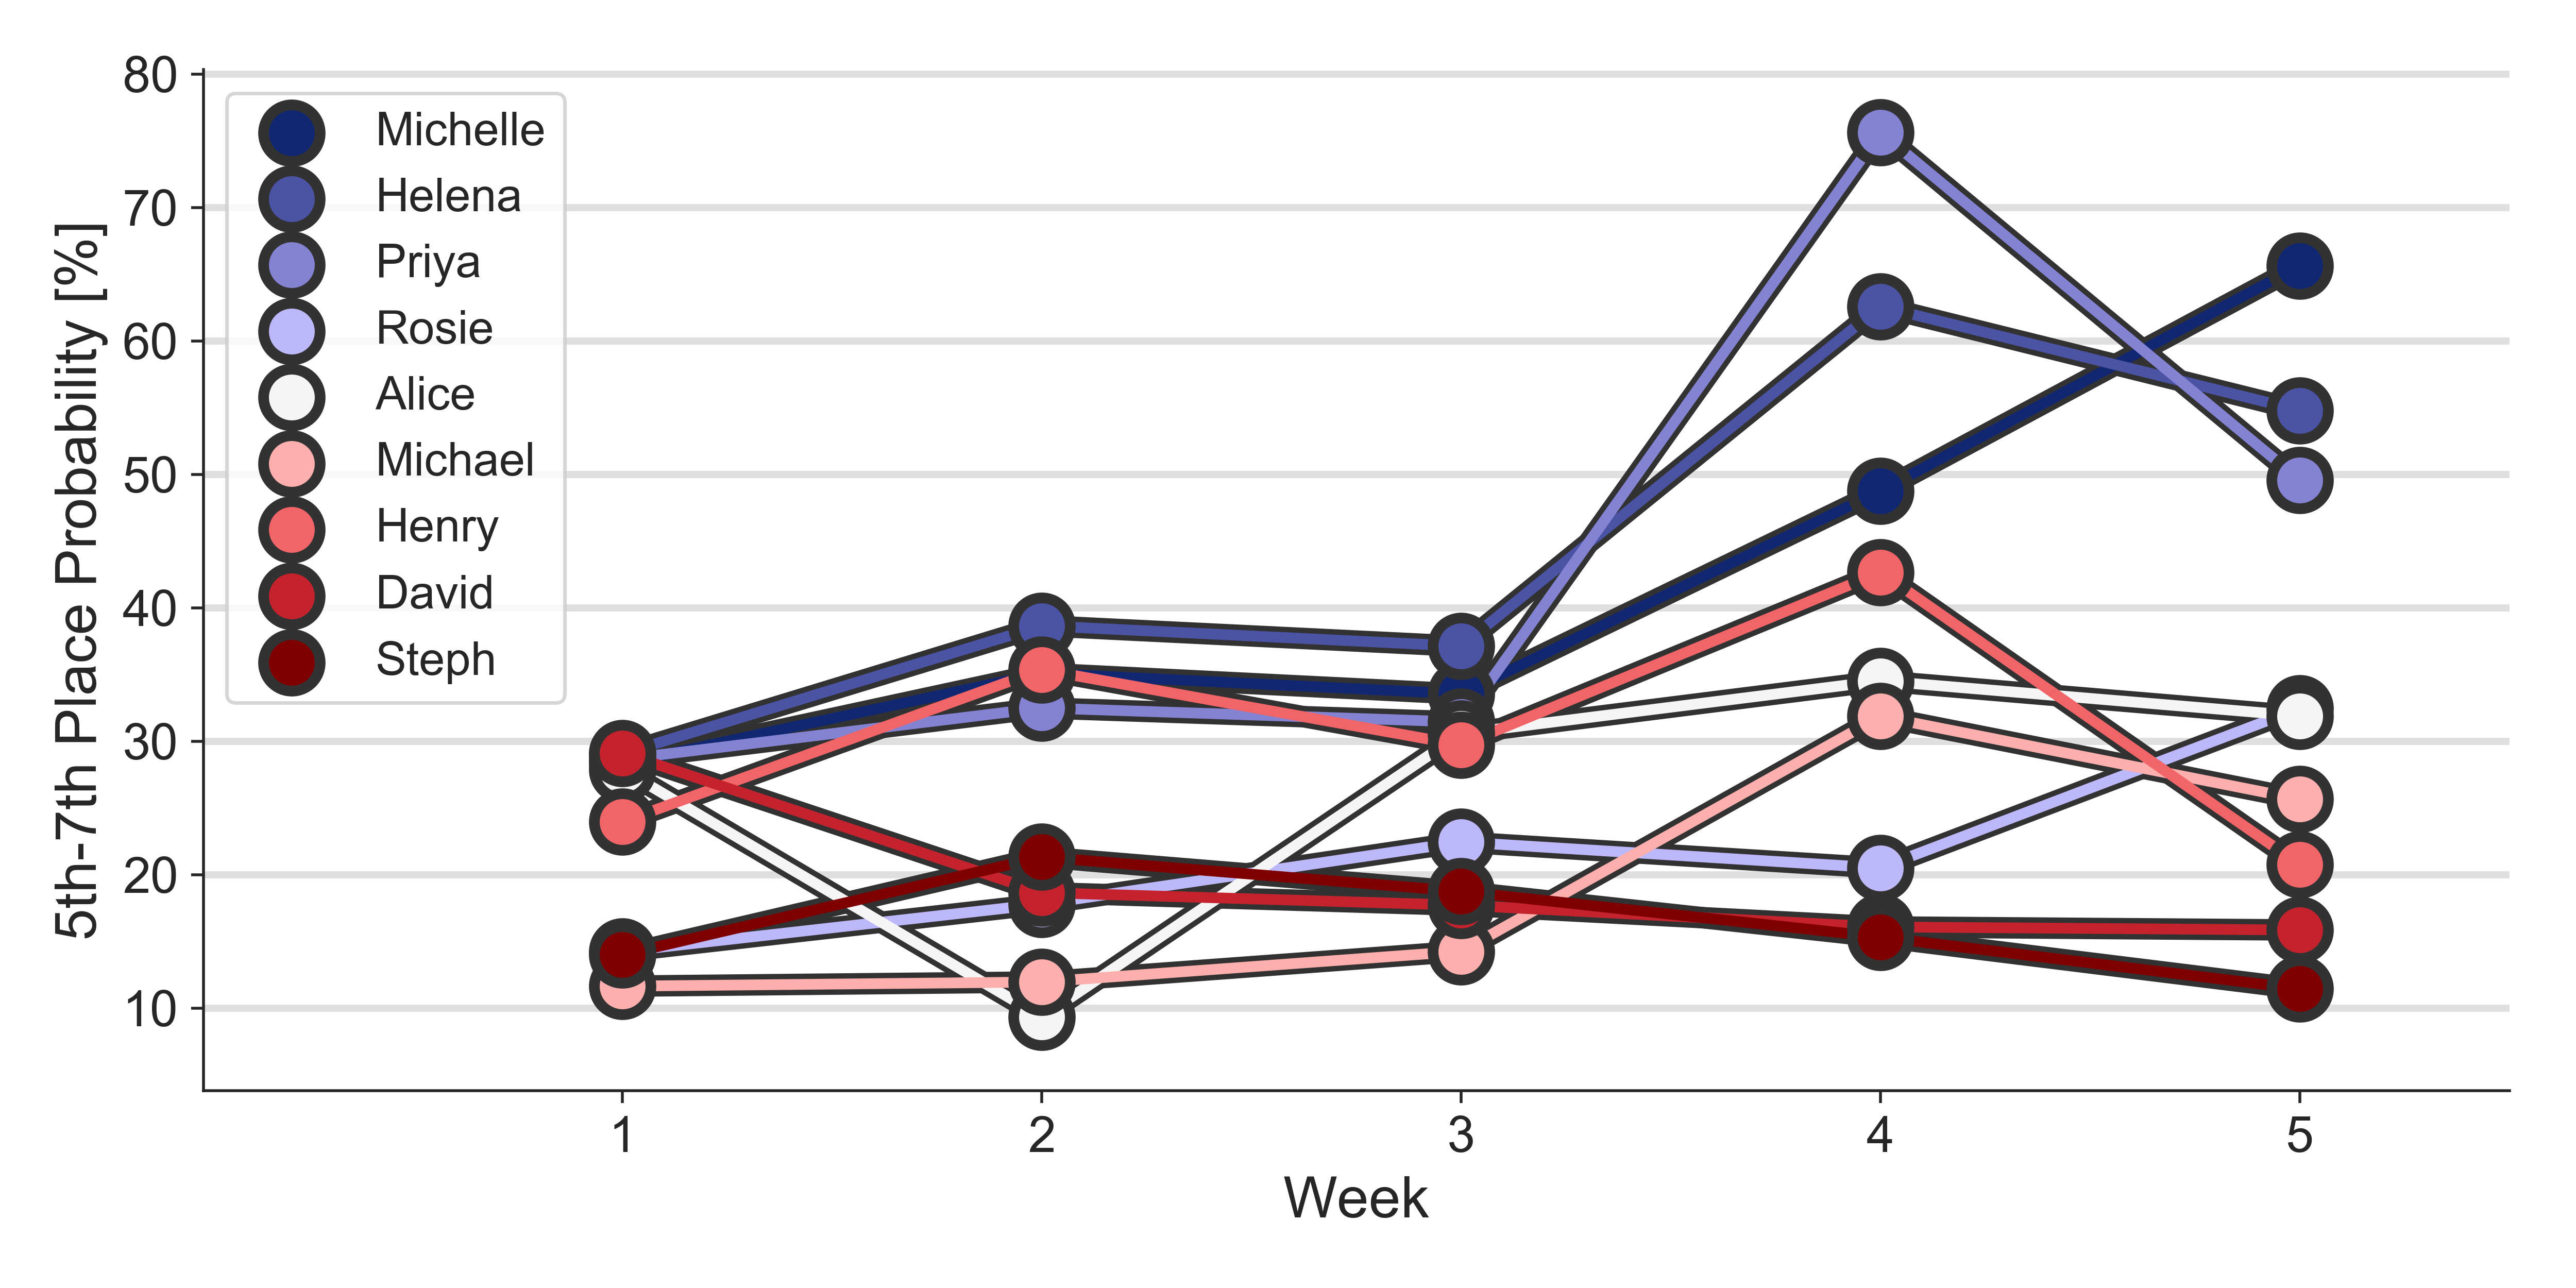 80
70
60
50
40
30
20
10
5th-7th Place Probability [%]
Michelle
Helena
Priya
Rosie
Alice
Michael
Henry
David
Steph
1 2 3 4 5
Week